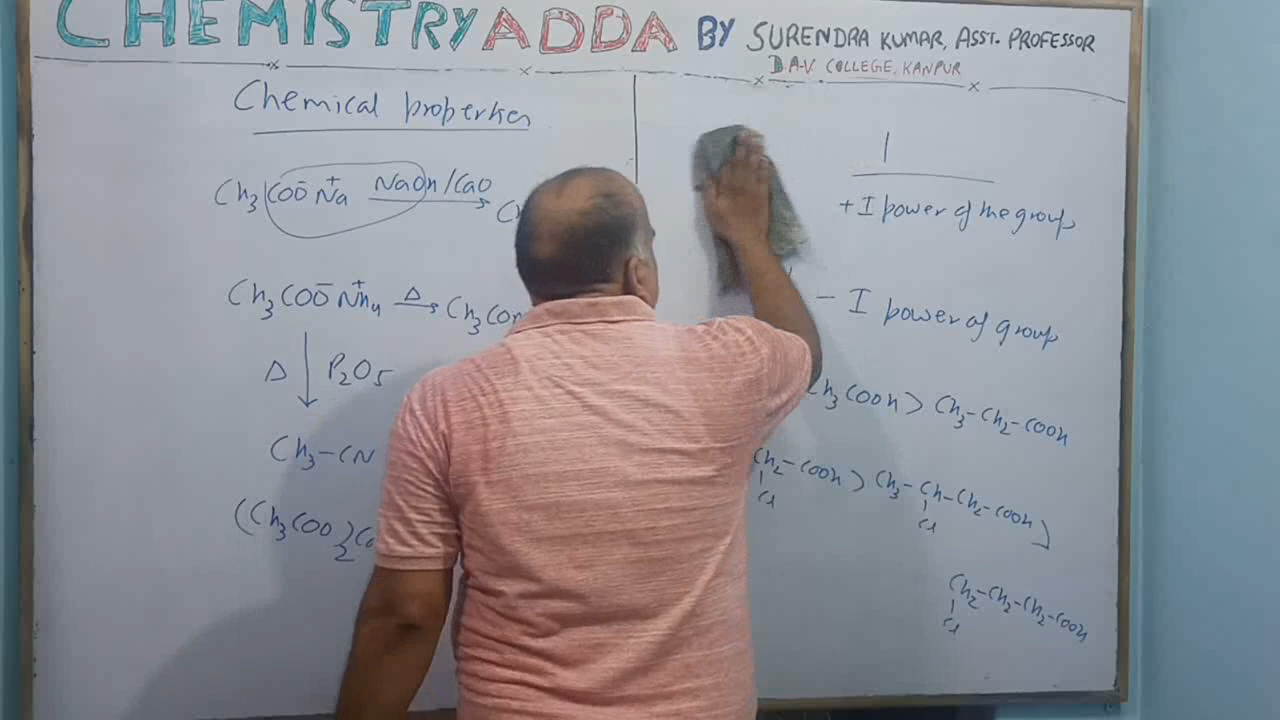 CHEMISTRY ADDA BY SURENDRA KUMAR, ASST. PROFESSOR
D.A.V. COLLEGE, KANPUR
Chemical properties
CH3COO⁻Na⁺ NaOH/CaO
CH3COO⁻NH4⁺ Δ CH3CO
Δ P2O5
CH3-CN
(CH3COO)2
1
+ I power of the group
- I power of group
CH3COOH > CH3-CH2-COOH
CH2-COOH > CH3-CH-CH2-COOH >
Cl Cl
CH2-CH2-CH2-COOH
Cl